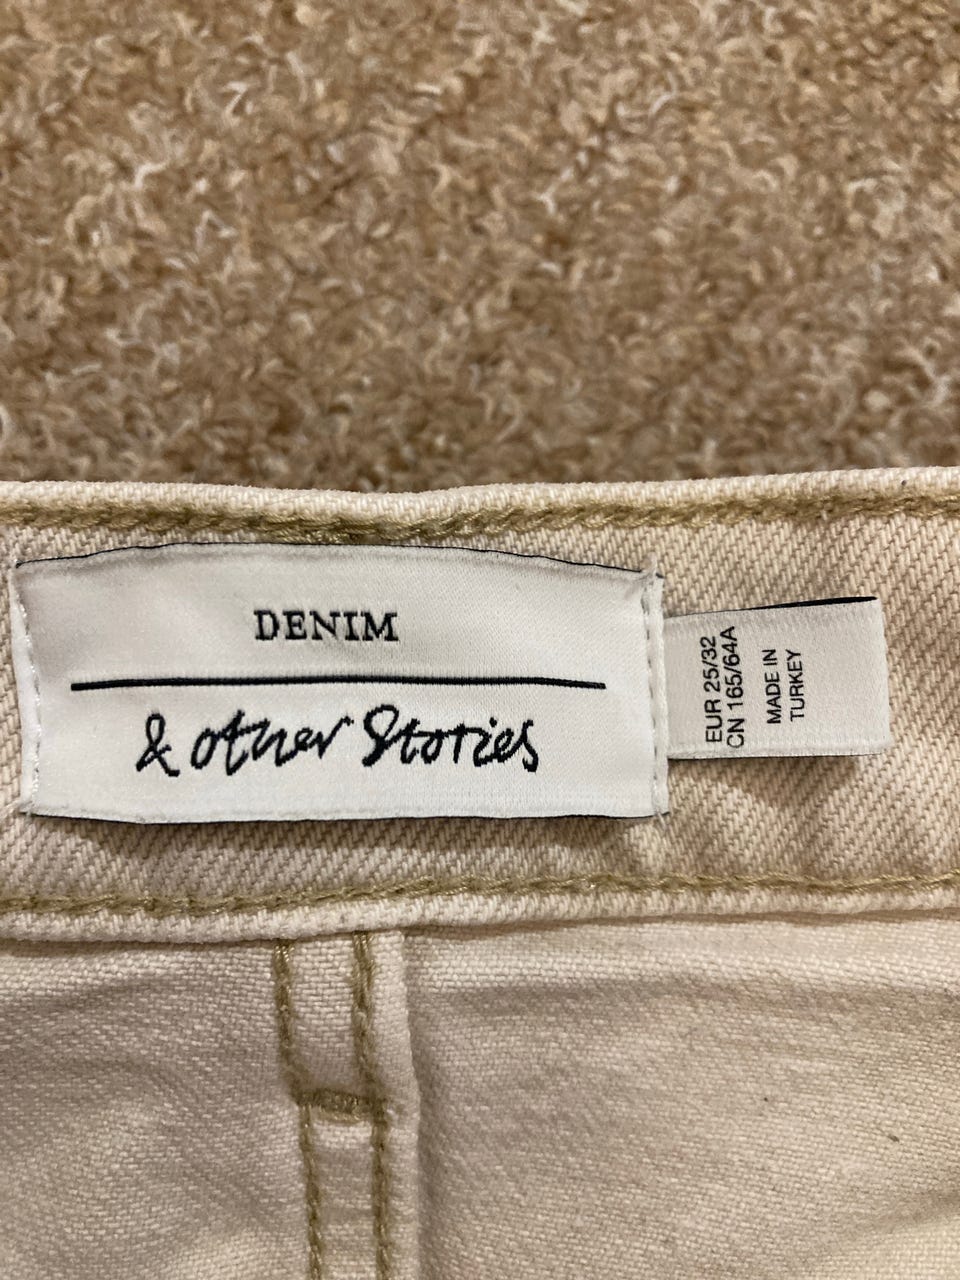 DENIM
& other Stories
EUR 25/32
CN 165/64A
MADE IN
TURKEY